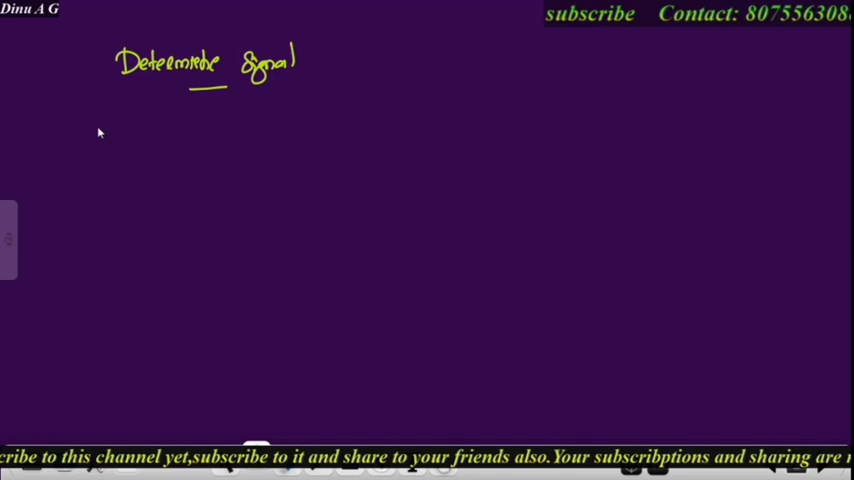 Dinu A G
subscribe Contact: 807556308
Determistic Signal
cribe to this channel yet,subscribe to it and share to your friends also.Your subscribptions and sharing are